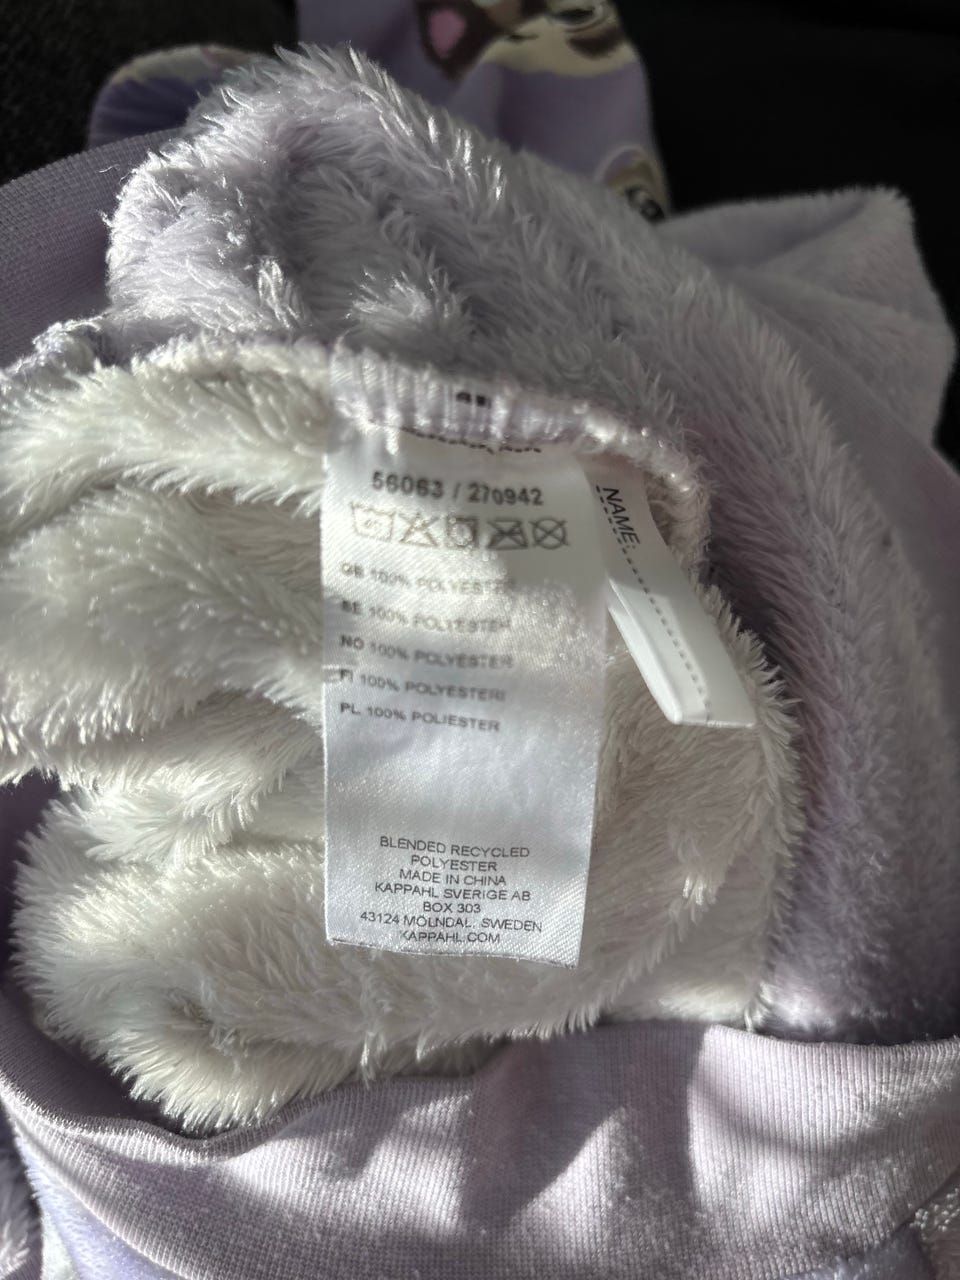 56063 / 270942
40
GB 100% POLYESTER
SE 100% POLYESTER
NO 100% POLYESTER
FI 100% POLYESTERI
PL 100% POLIESTER
BLENDED RECYCLED
POLYESTER
MADE IN CHINA
KAPPAHL SVERIGE AB
BOX 303
43124 MÖLNDAL, SWEDEN
KAPPAHL.COM
NAME: